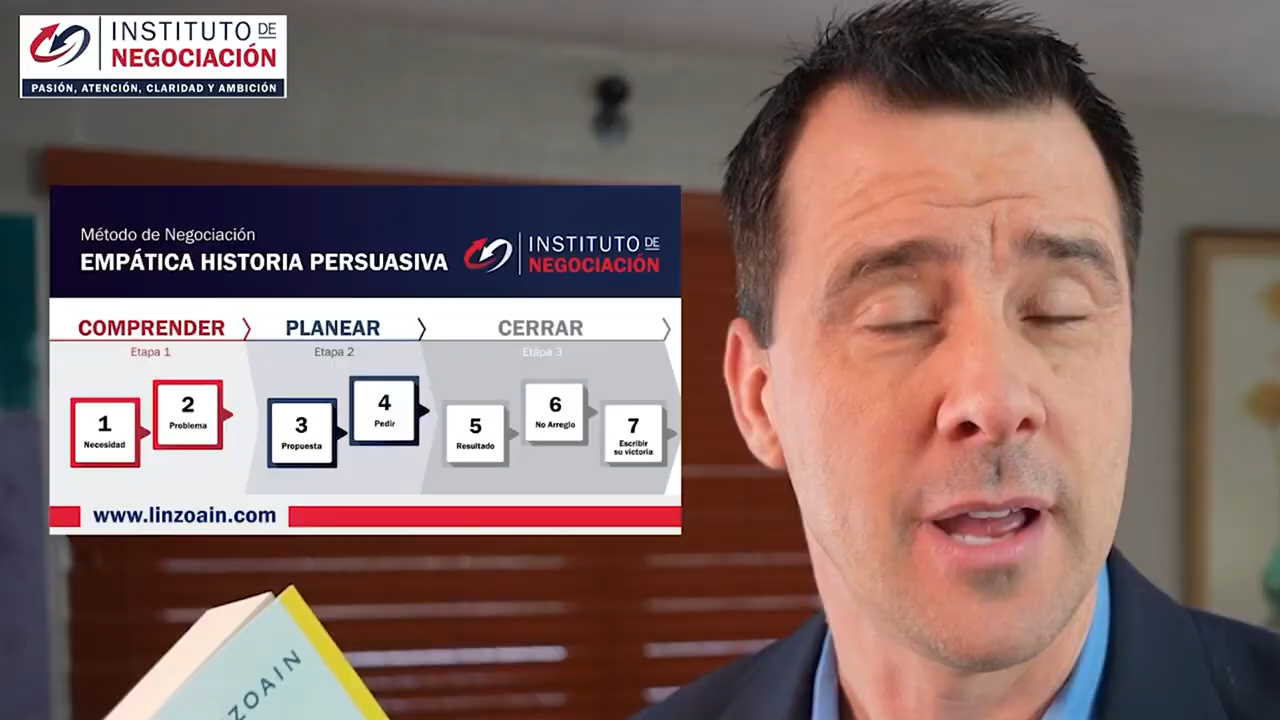 INSTITUTO DE
NEGOCIACIÓN
PASIÓN, ATENCIÓN, CLARIDAD Y AMBICIÓN
Método de Negociación
EMPÁTICA HISTORIA PERSUASIVA
INSTITUTO DE
NEGOCIACIÓN
COMPRENDER
PLANEAR
CERRAR
Etapa 1
Etapa 2
Etapa 3
1
Necesidad
2
Problema
3
Propuesta
4
Pedir
5
Resultado
6
No Arreglo
7
Escribir
su victoria
www.linzoain.com
NZOAIN